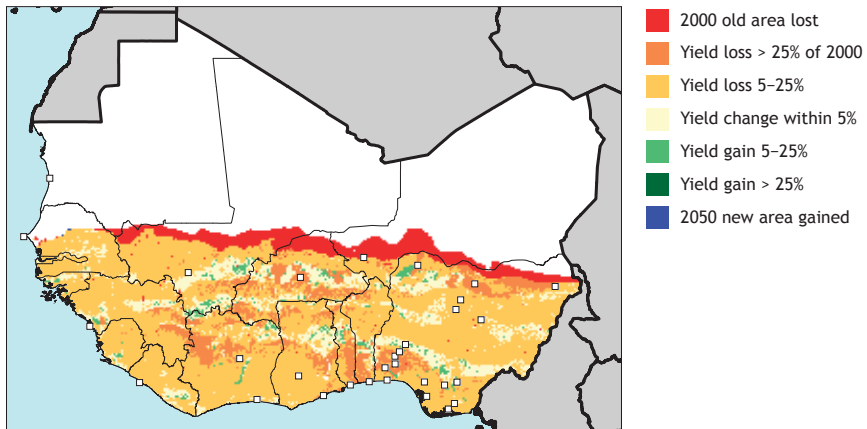 2000 old area lost
Yield loss > 25% of 2000
Yield loss 5–25%
Yield change within 5%
Yield gain 5–25%
Yield gain > 25%
2050 new area gained